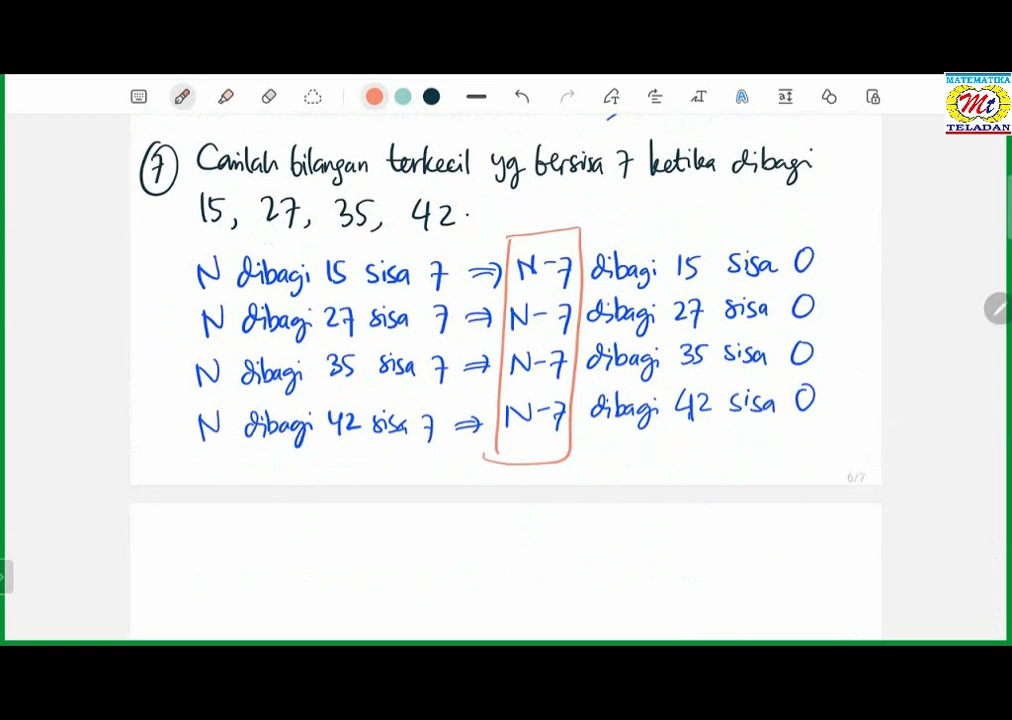 MATEMATIKA
Mt
TELADAN
7 Carilah bilangan terkecil yg bersisa 7 ketika dibagi
15, 27, 35, 42.
N dibagi 15 sisa 7 ⇒ N-7 dibagi 15 sisa 0
N dibagi 27 sisa 7 ⇒ N-7 dibagi 27 sisa 0
N dibagi 35 sisa 7 ⇒ N-7 dibagi 35 sisa 0
N dibagi 42 sisa 7 ⇒ N-7 dibagi 42 sisa 0
6/7